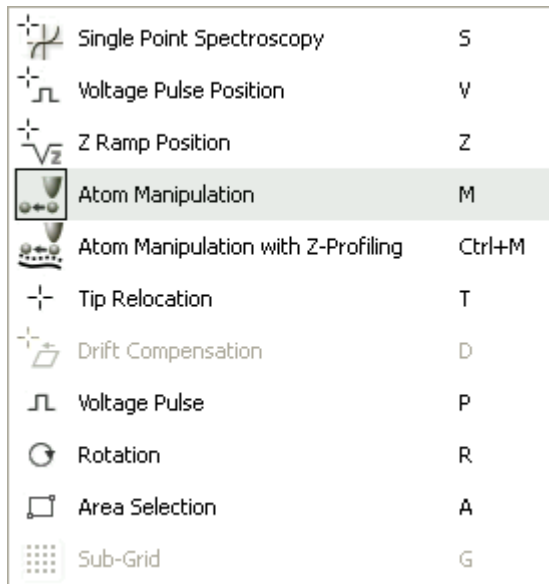 Single Point Spectroscopy S
Voltage Pulse Position V
Z Ramp Position Z
Atom Manipulation M
Atom Manipulation with Z-Profiling Ctrl+M
Tip Relocation T
Drift Compensation D
Voltage Pulse P
Rotation R
Area Selection A
Sub-Grid G